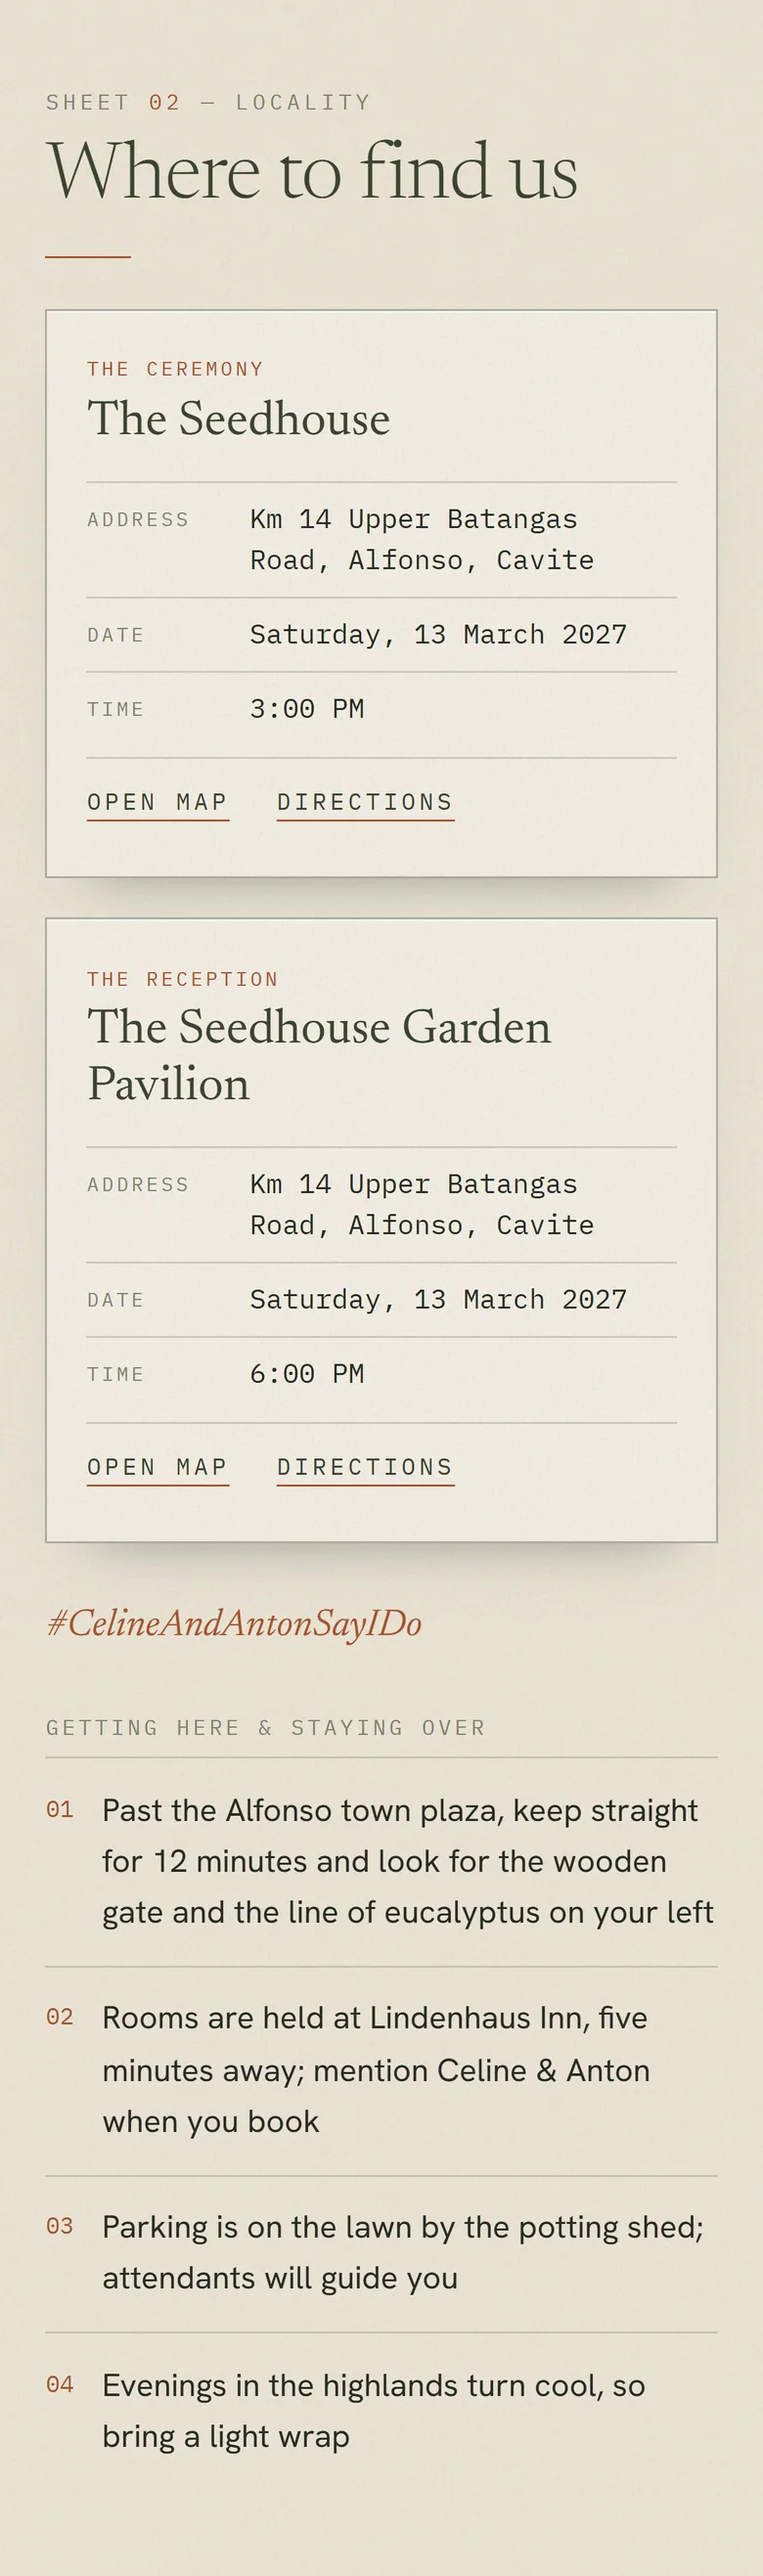 SHEET 02 — LOCALITY
Where to find us
THE CEREMONY
The Seedhouse
ADDRESS Km 14 Upper Batangas
Road, Alfonso, Cavite
DATE Saturday, 13 March 2027
TIME 3:00 PM
OPEN MAP DIRECTIONS
THE RECEPTION
The Seedhouse Garden
Pavilion
ADDRESS Km 14 Upper Batangas
Road, Alfonso, Cavite
DATE Saturday, 13 March 2027
TIME 6:00 PM
OPEN MAP DIRECTIONS
#CelineAndAntonSayIDo
GETTING HERE & STAYING OVER
01 Past the Alfonso town plaza, keep straight
for 12 minutes and look for the wooden
gate and the line of eucalyptus on your left
02 Rooms are held at Lindenhaus Inn, five
minutes away; mention Celine & Anton
when you book
03 Parking is on the lawn by the potting shed;
attendants will guide you
04 Evenings in the highlands turn cool, so
bring a light wrap